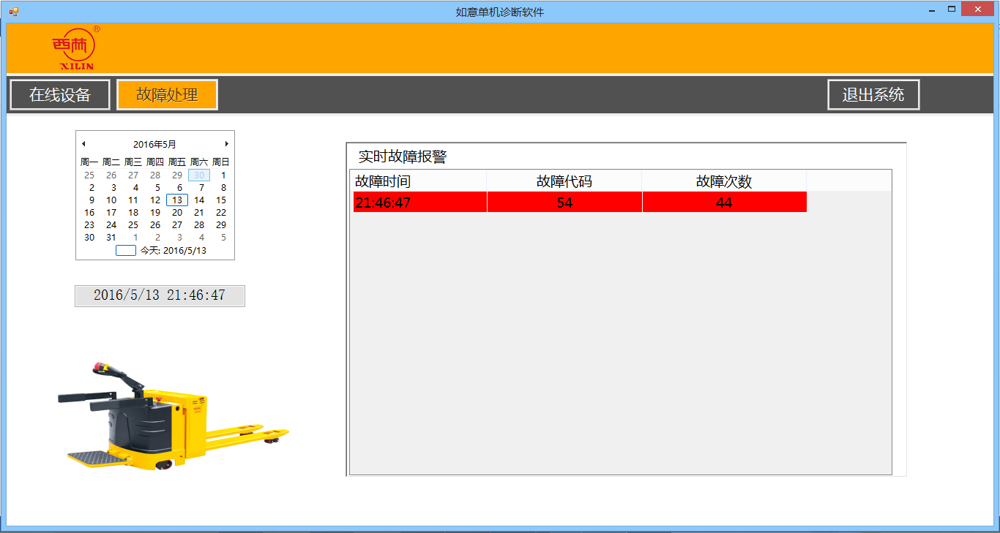 如意单机诊断软件
西林®
XILIN
在线设备 故障处理 退出系统
2016年5月
周一 周二 周三 周四 周五 周六 周日
25 26 27 28 29 30 1
2 3 4 5 6 7 8
9 10 11 12 13 14 15
16 17 18 19 20 21 22
23 24 25 26 27 28 29
30 31 1 2 3 4 5
今天: 2016/5/13
2016/5/13 21:46:47
实时故障报警
故障时间 故障代码 故障次数
21:46:47 54 44